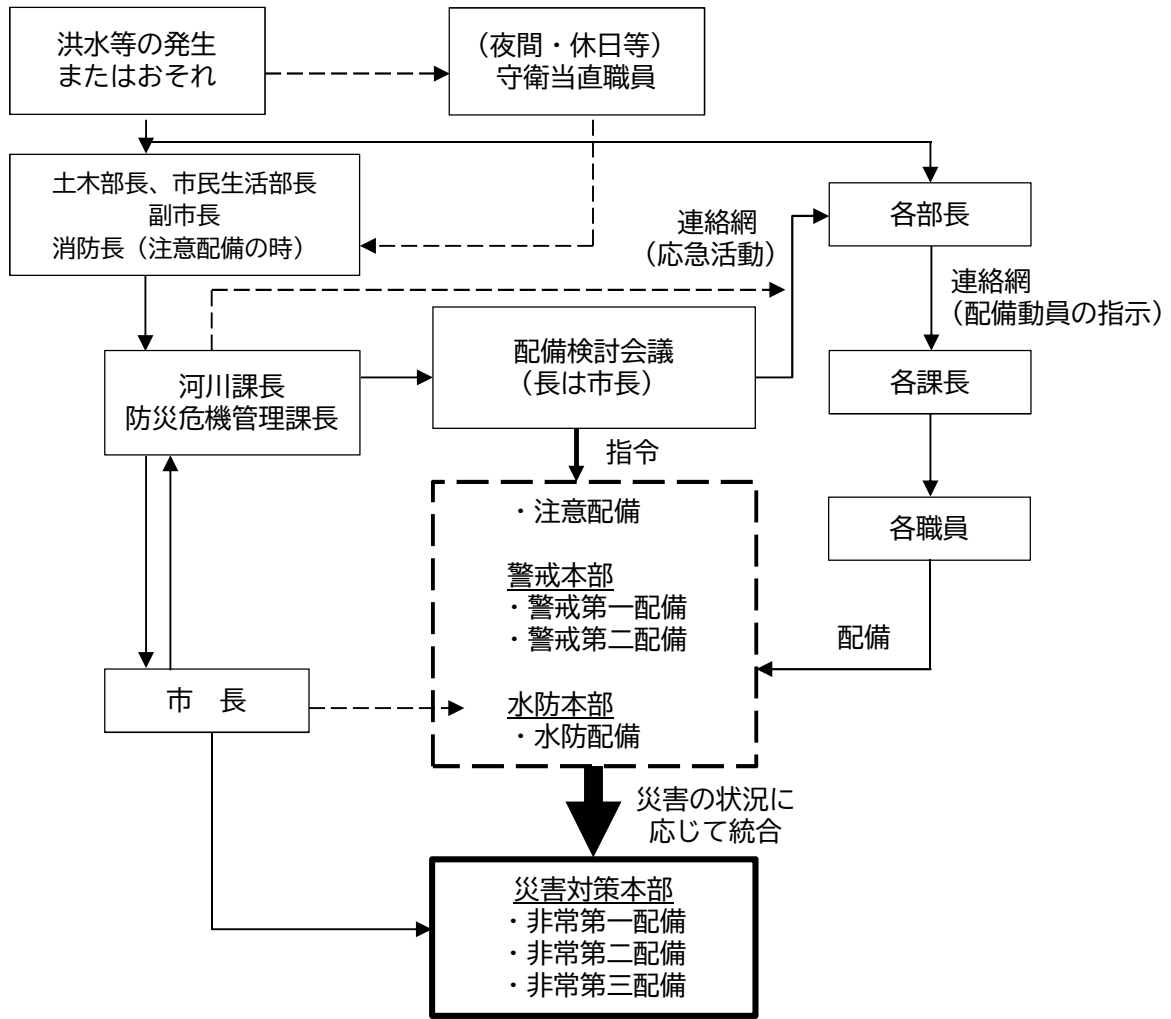 洪水等の発生
またはおそれ
（夜間・休日等）
守衛当直職員
土木部長、市民生活部長
副市長
消防長（注意配備の時）
各部長
連絡網
（応急活動）
連絡網
（配備動員の指示）
河川課長
防災危機管理課長
配備検討会議
（長は市長）
各課長
指令
・注意配備
警戒本部
・警戒第一配備
・警戒第二配備
水防本部
・水防配備
各職員
配備
市　長
災害の状況に
応じて統合
災害対策本部
・非常第一配備
・非常第二配備
・非常第三配備